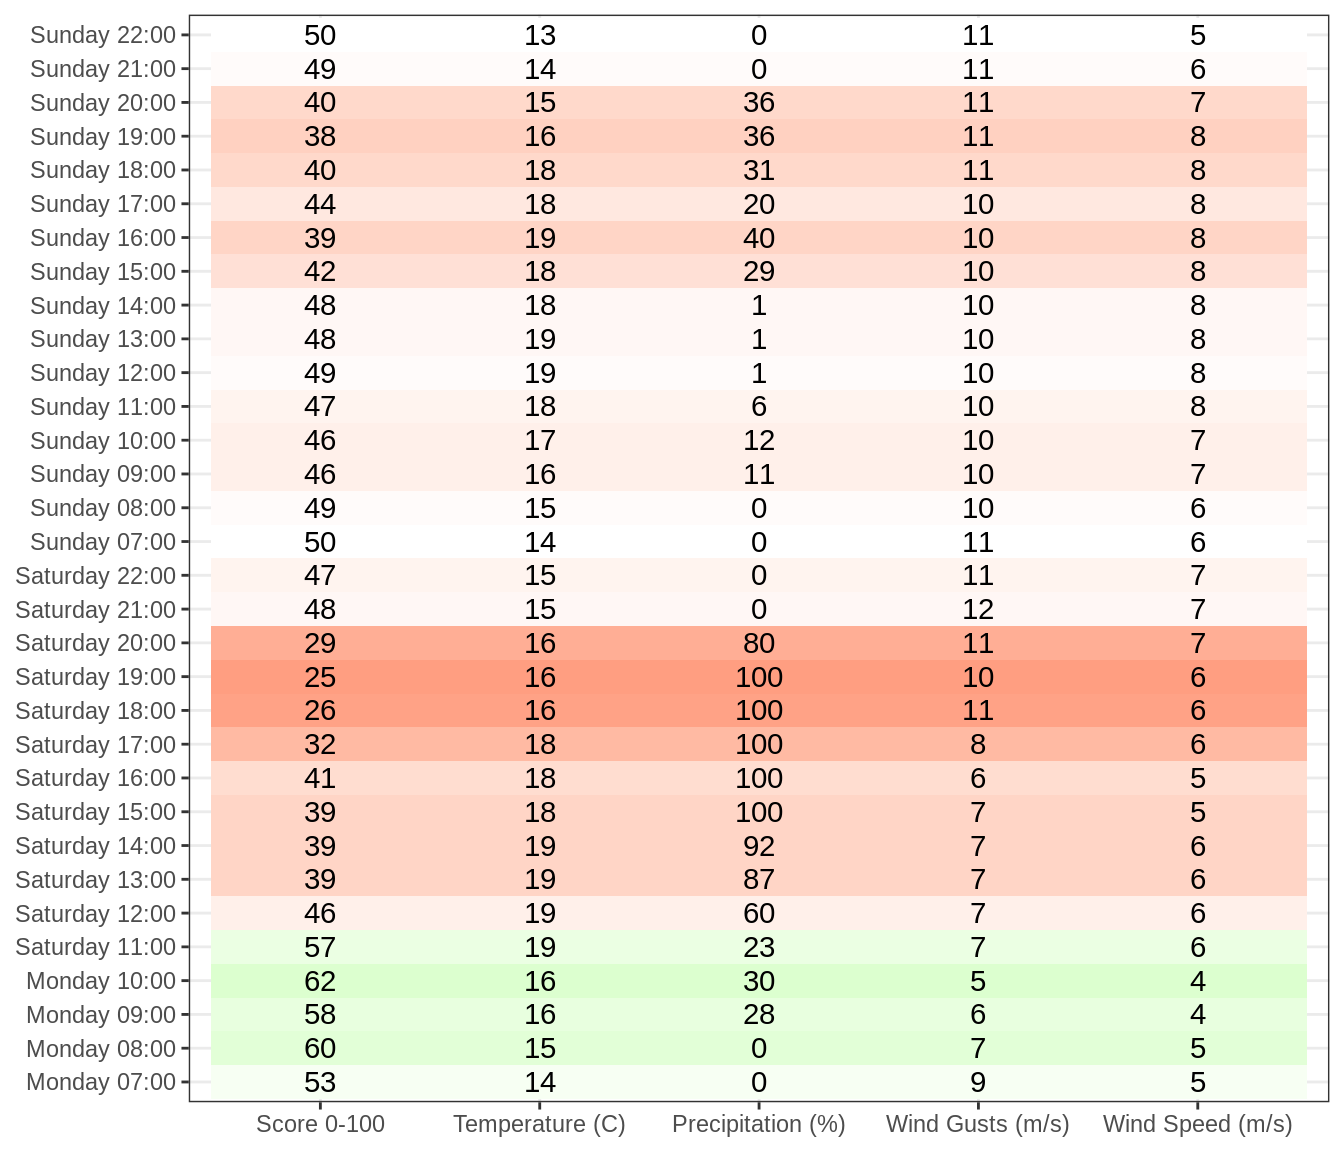 Sunday 22:00 50 13 0 11 5
Sunday 21:00 49 14 0 11 6
Sunday 20:00 40 15 36 11 7
Sunday 19:00 38 16 36 11 8
Sunday 18:00 40 18 31 11 8
Sunday 17:00 44 18 20 10 8
Sunday 16:00 39 19 40 10 8
Sunday 15:00 42 18 29 10 8
Sunday 14:00 48 18 1 10 8
Sunday 13:00 48 19 1 10 8
Sunday 12:00 49 19 1 10 8
Sunday 11:00 47 18 6 10 8
Sunday 10:00 46 17 12 10 7
Sunday 09:00 46 16 11 10 7
Sunday 08:00 49 15 0 10 6
Sunday 07:00 50 14 0 11 6
Saturday 22:00 47 15 0 11 7
Saturday 21:00 48 15 0 12 7
Saturday 20:00 29 16 80 11 7
Saturday 19:00 25 16 100 10 6
Saturday 18:00 26 16 100 11 6
Saturday 17:00 32 18 100 8 6
Saturday 16:00 41 18 100 6 5
Saturday 15:00 39 18 100 7 5
Saturday 14:00 39 19 92 7 6
Saturday 13:00 39 19 87 7 6
Saturday 12:00 46 19 60 7 6
Saturday 11:00 57 19 23 7 6
Monday 10:00 62 16 30 5 4
Monday 09:00 58 16 28 6 4
Monday 08:00 60 15 0 7 5
Monday 07:00 53 14 0 9 5
Score 0-100 Temperature (C) Precipitation (%) Wind Gusts (m/s) Wind Speed (m/s)